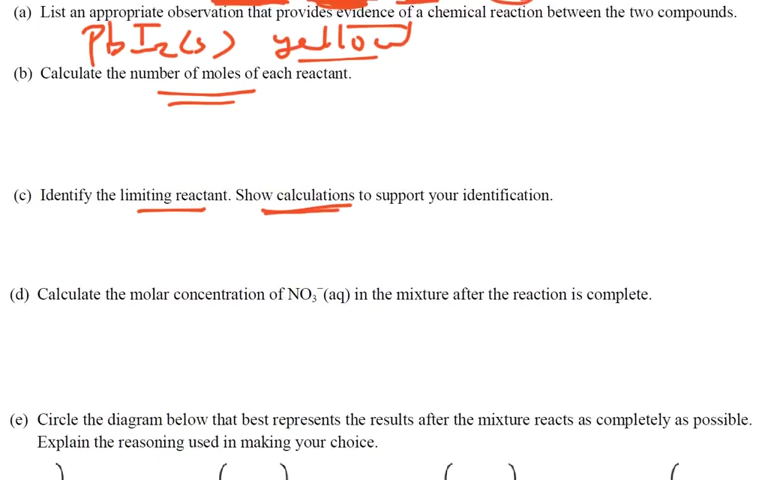 (a) List an appropriate observation that provides evidence of a chemical reaction between the two compounds.
PbI₂(s) yellow
(b) Calculate the number of moles of each reactant.
(c) Identify the limiting reactant. Show calculations to support your identification.
(d) Calculate the molar concentration of NO₃⁻(aq) in the mixture after the reaction is complete.
(e) Circle the diagram below that best represents the results after the mixture reacts as completely as possible.
Explain the reasoning used in making your choice.